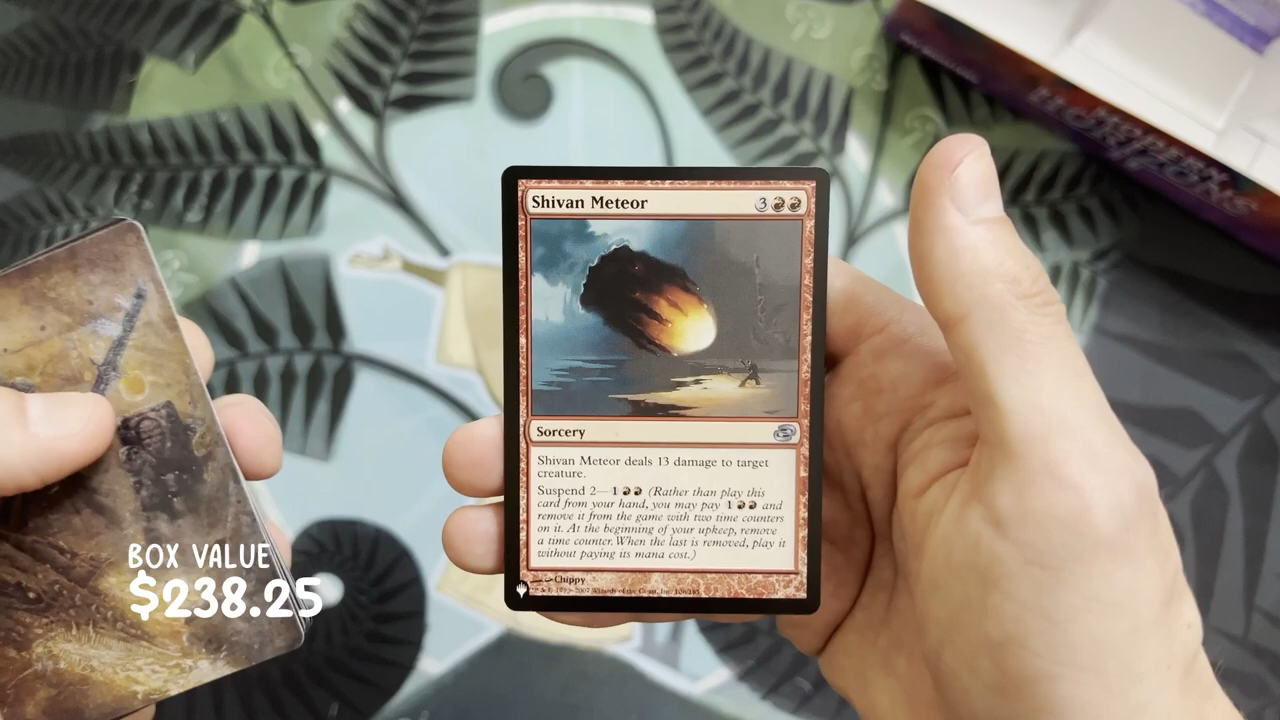 MODERN
HORIZONS
Shivan Meteor 3
Sorcery
Shivan Meteor deals 13 damage to target
creature.
Suspend 2—1 (Rather than play this
card from your hand, you may pay 1 and
remove it from the game with two time counters
on it. At the beginning of your upkeep, remove
a time counter. When the last is removed, play it
without paying its mana cost.)
Chippy
BOX VALUE
$238.25